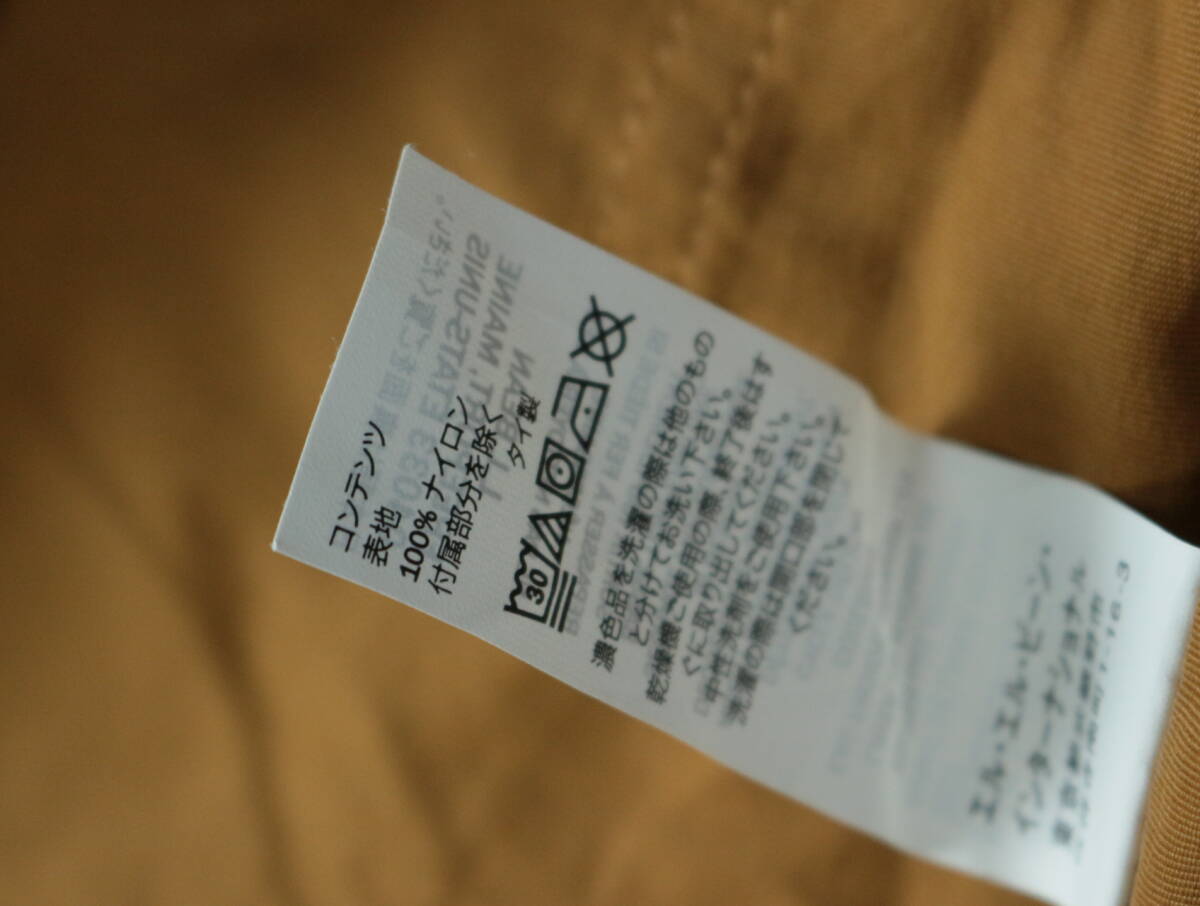 コンテンツ
表地
100% ナイロン
付属部分を除く
タイ製
30
濃色品を洗濯の際は他のもの
と分けてお洗い下さい。
乾燥機ご使用の際、終了後はす
ぐに取り出してください。
中性洗剤をご使用下さい。
洗濯の際は開口部を閉じて
ください。
エル・エル・ビーン・
インターナショナル